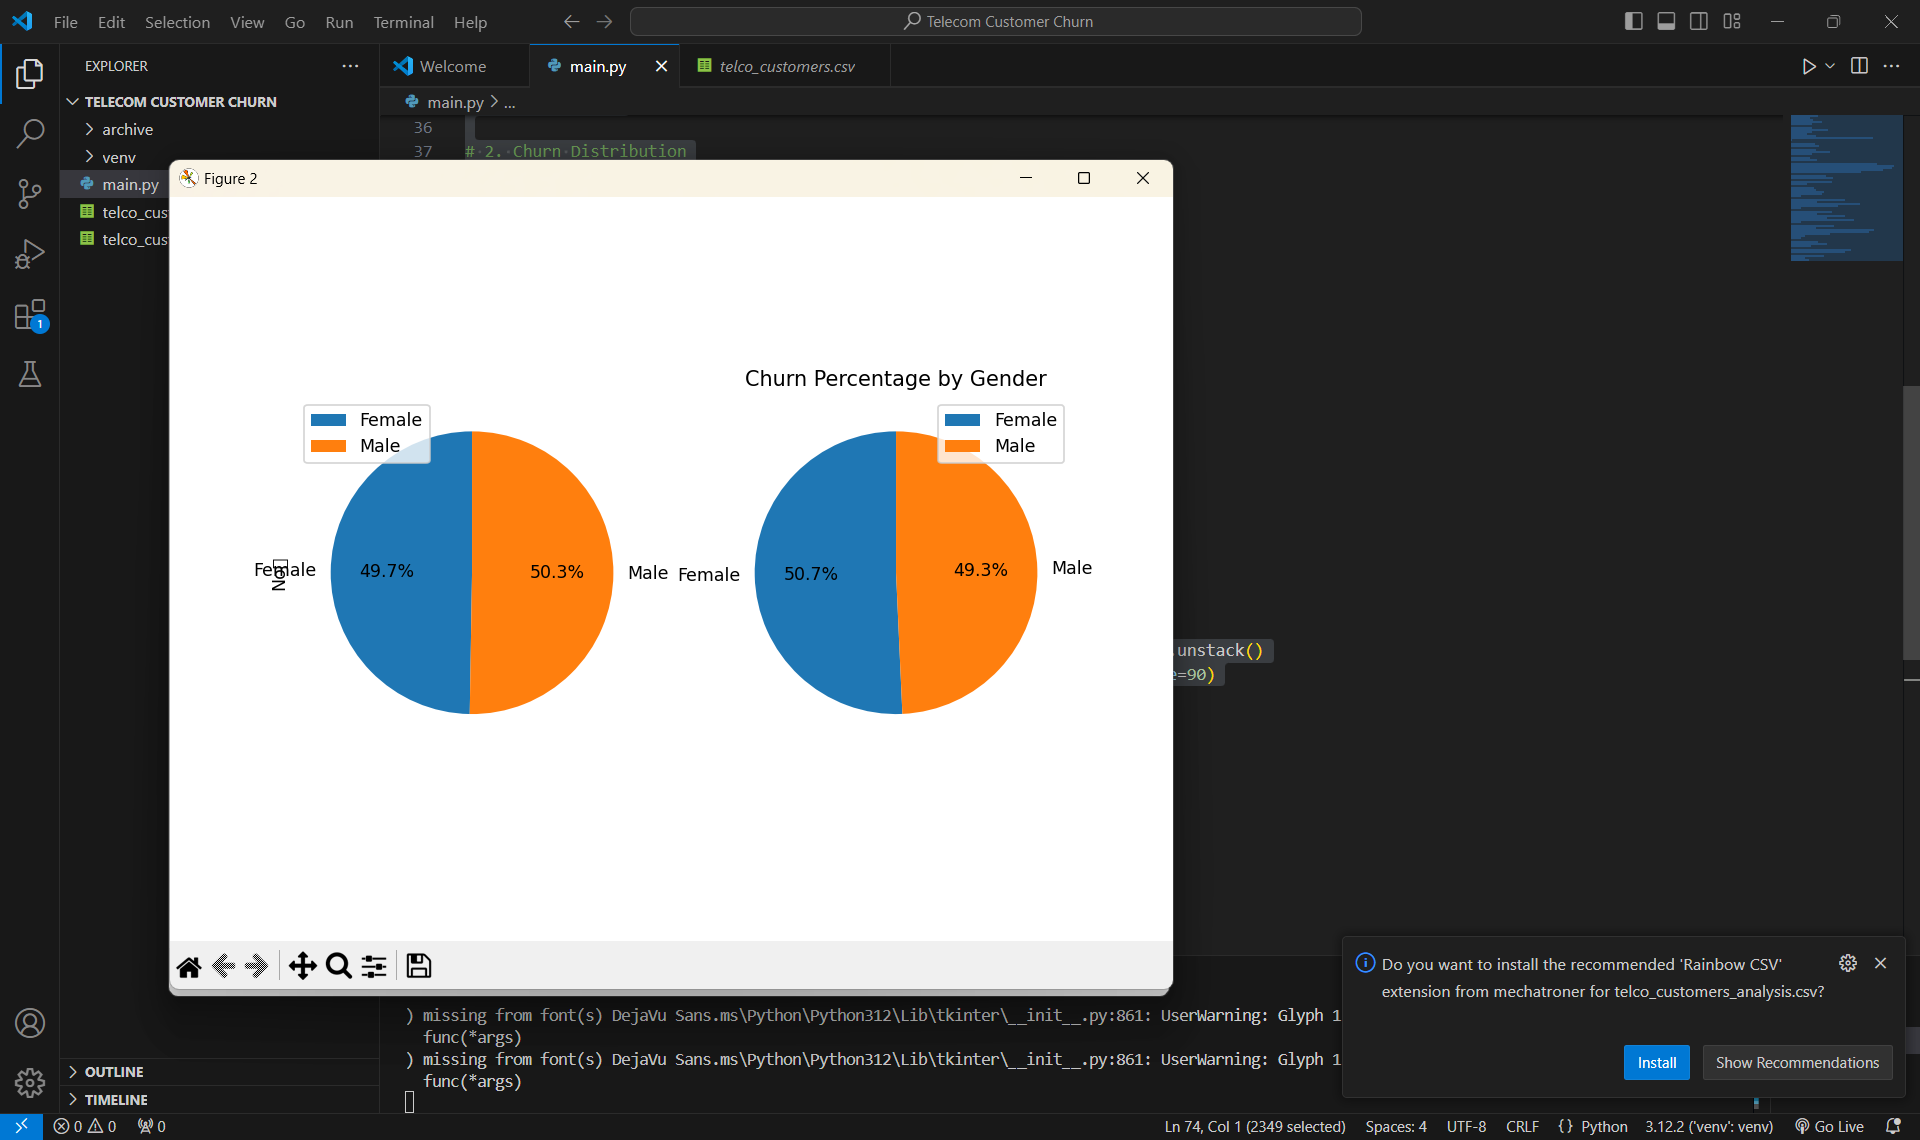 File Edit Selection View Go Run Terminal Help
Telecom Customer Churn
EXPLORER
Welcome
main.py
telco_customers.csv
TELECOM CUSTOMER CHURN
main.py > ...
archive
36
venv
37 # 2. Churn Distribution
main.py
telco_cus
telco_cus
Figure 2
Churn Percentage by Gender
Female
Male
Female
Male
Female
No
49.7%
50.3%
Male
Female
50.7%
49.3%
Male
.unstack()
=90)
Do you want to install the recommended 'Rainbow CSV'
extension from mechatroner for telco_customers_analysis.csv?
Install
Show Recommendations
) missing from font(s) DejaVu Sans.ms\Python\Python312\Lib\tkinter\__init__.py:861: UserWarning: Glyph 1
func(*args)
) missing from font(s) DejaVu Sans.ms\Python\Python312\Lib\tkinter\__init__.py:861: UserWarning: Glyph 1
func(*args)
OUTLINE
TIMELINE
1
0 0 0
Ln 74, Col 1 (2349 selected) Spaces: 4 UTF-8 CRLF {} Python 3.12.2 ('venv': venv) Go Live